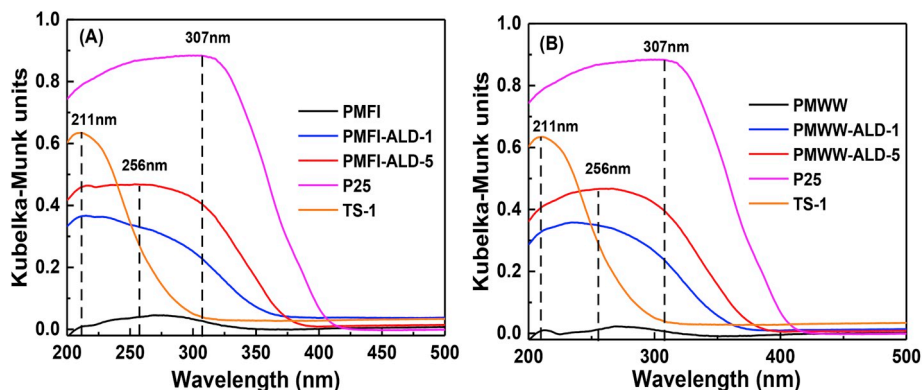 (A)
307nm
211nm
256nm
PMFI
PMFI-ALD-1
PMFI-ALD-5
P25
TS-1
Kubelka-Munk units
1.0
0.8
0.6
0.4
0.2
0.0
200 250 300 350 400 450 500
Wavelength (nm)
(B)
307nm
211nm
256nm
PMWW
PMWW-ALD-1
PMWW-ALD-5
P25
TS-1
Kubelka-Munk units
1.0
0.8
0.6
0.4
0.2
0.0
200 250 300 350 400 450 500
Wavelength (nm)